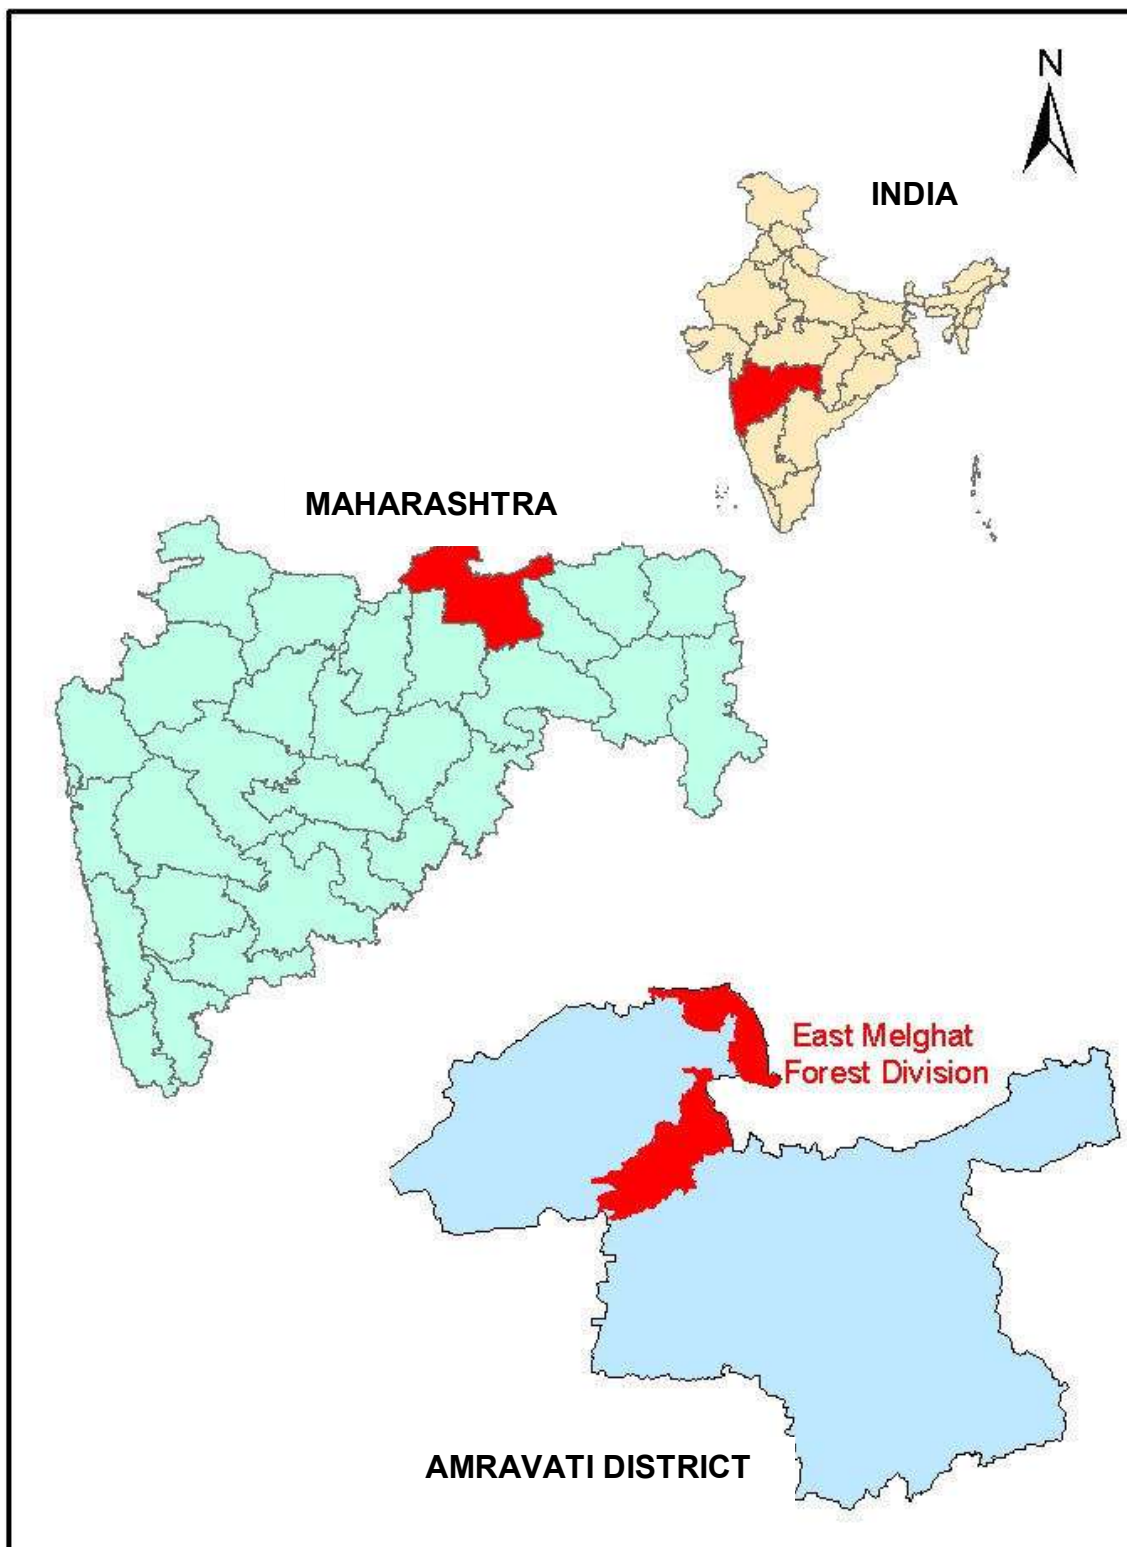 N
INDIA
MAHARASHTRA
East Melghat
Forest Division
AMRAVATI DISTRICT